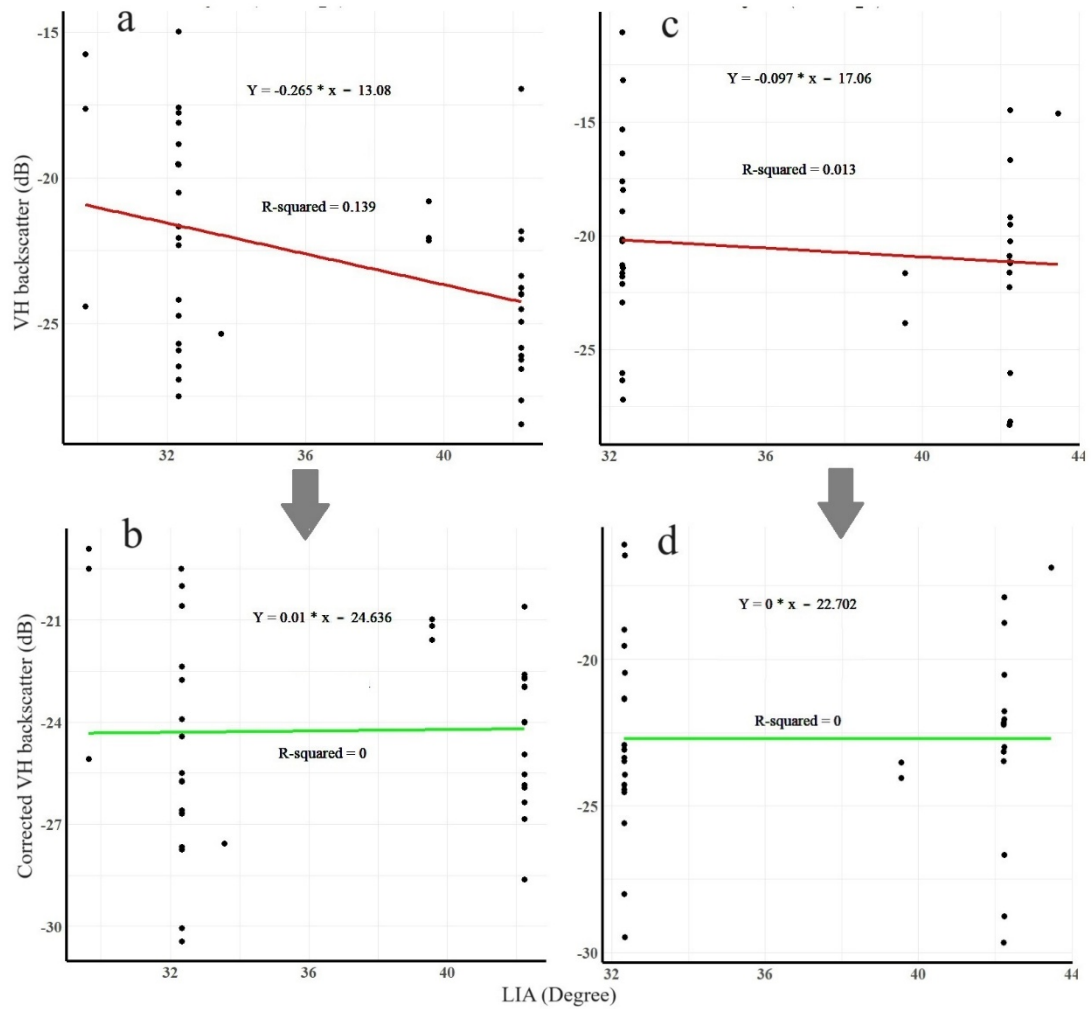 a
c
-15
Y = -0.265 * x − 13.08
Y = -0.097 * x − 17.06
-15
R-squared = 0.013
-20
R-squared = 0.139
-20
VH backscatter (dB)
-25
-25
32
36
40
32
36
40
44
b
d
Y = 0.01 * x − 24.636
Y = 0 * x − 22.702
-21
-20
-24
R-squared = 0
R-squared = 0
Corrected VH backscatter (dB)
-27
-25
-30
-30
32
36
40
32
36
40
44
LIA (Degree)